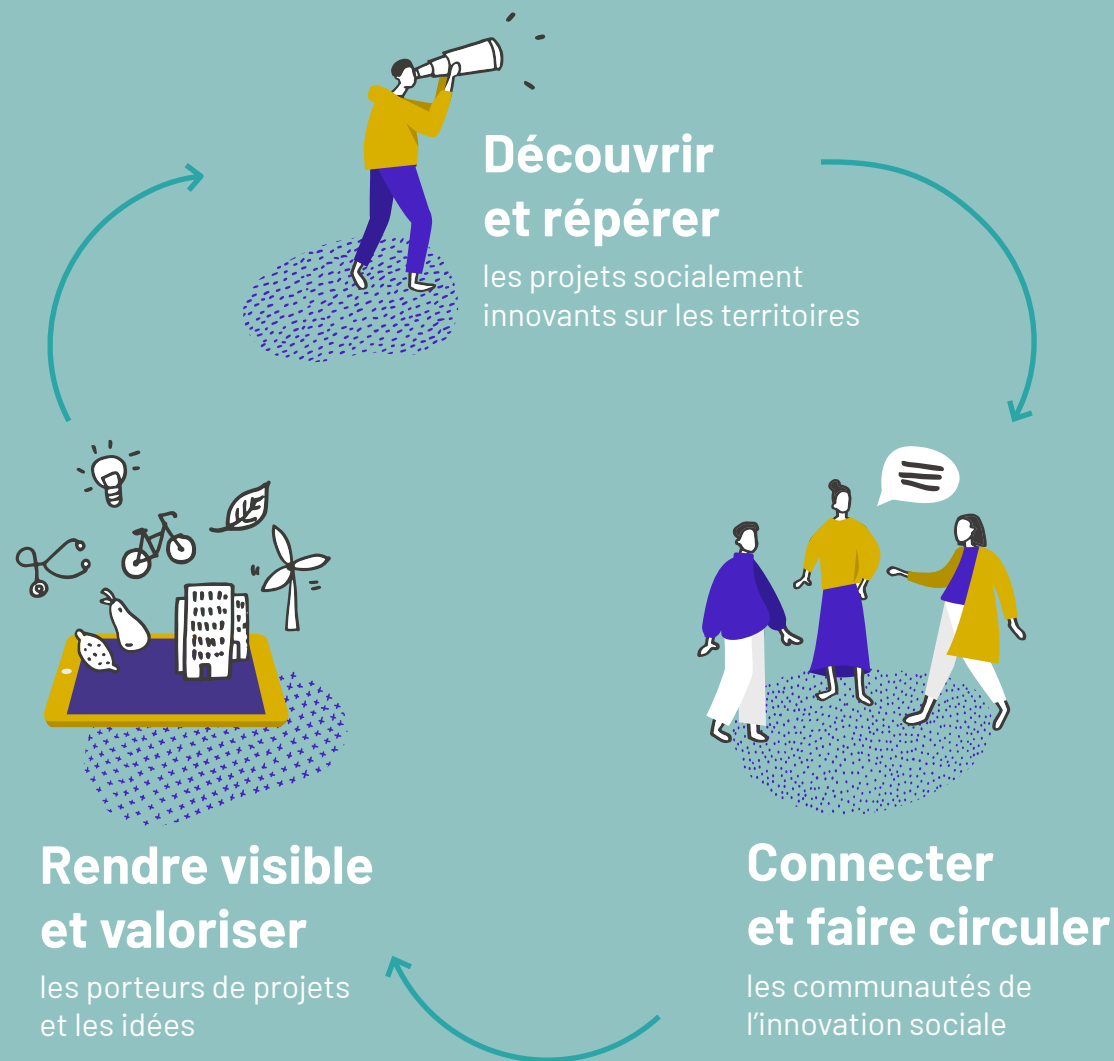 Découvrir
et répérer
les projets socialement
innovants sur les territoires
Rendre visible
et valoriser
les porteurs de projets
et les idées
Connecter
et faire circuler
les communautés de
l'innovation sociale